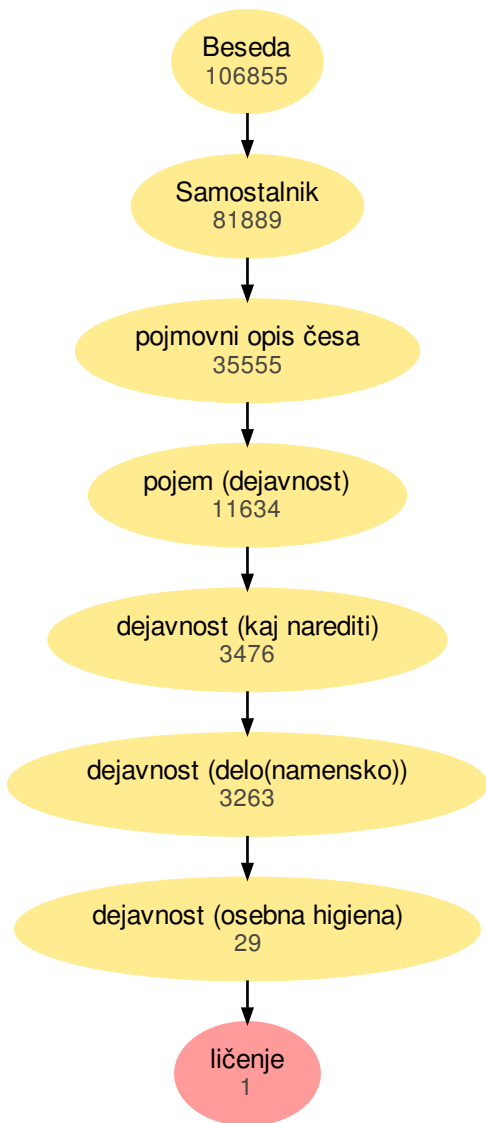 Beseda
106855
Samostalnik
81889
pojmovni opis česa
35555
pojem (dejavnost)
11634
dejavnost (kaj narediti)
3476
dejavnost (delo(namensko))
3263
dejavnost (osebna higiena)
29
ličenje
1